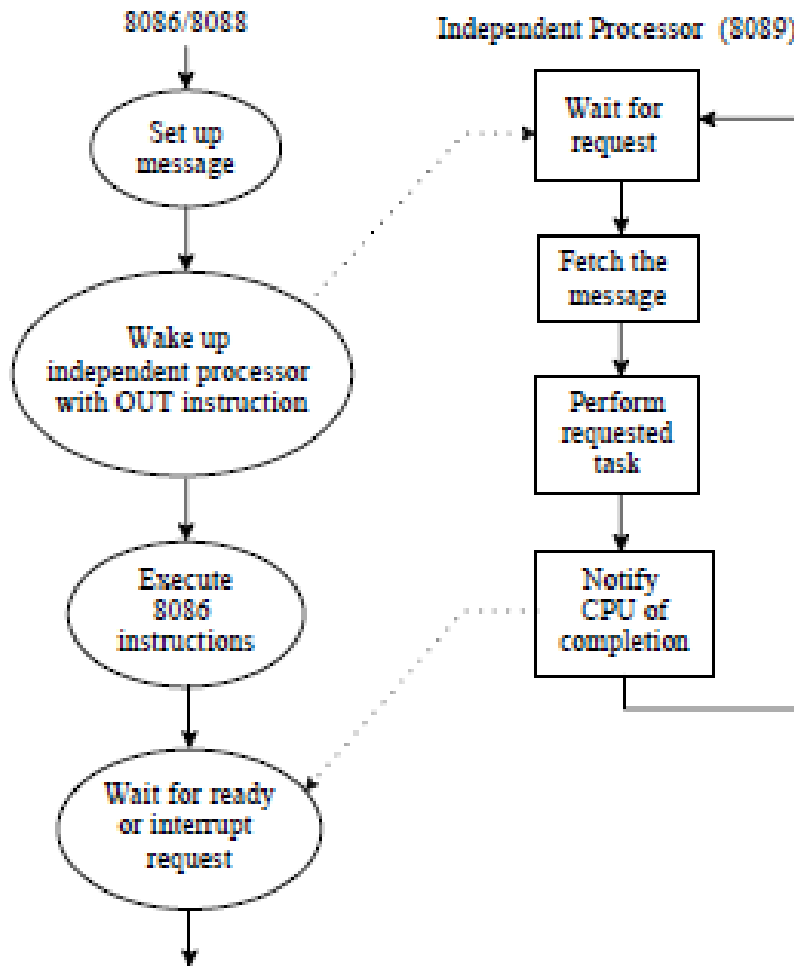 8086/8088
Set up
message
Wake up
independent processor
with OUT instruction
Execute
8086
instructions
Wait for ready
or interrupt
request
Independent Processor (8089)
Wait for
request
Fetch the
message
Perform
requested
task
Notify
CPU of
completion